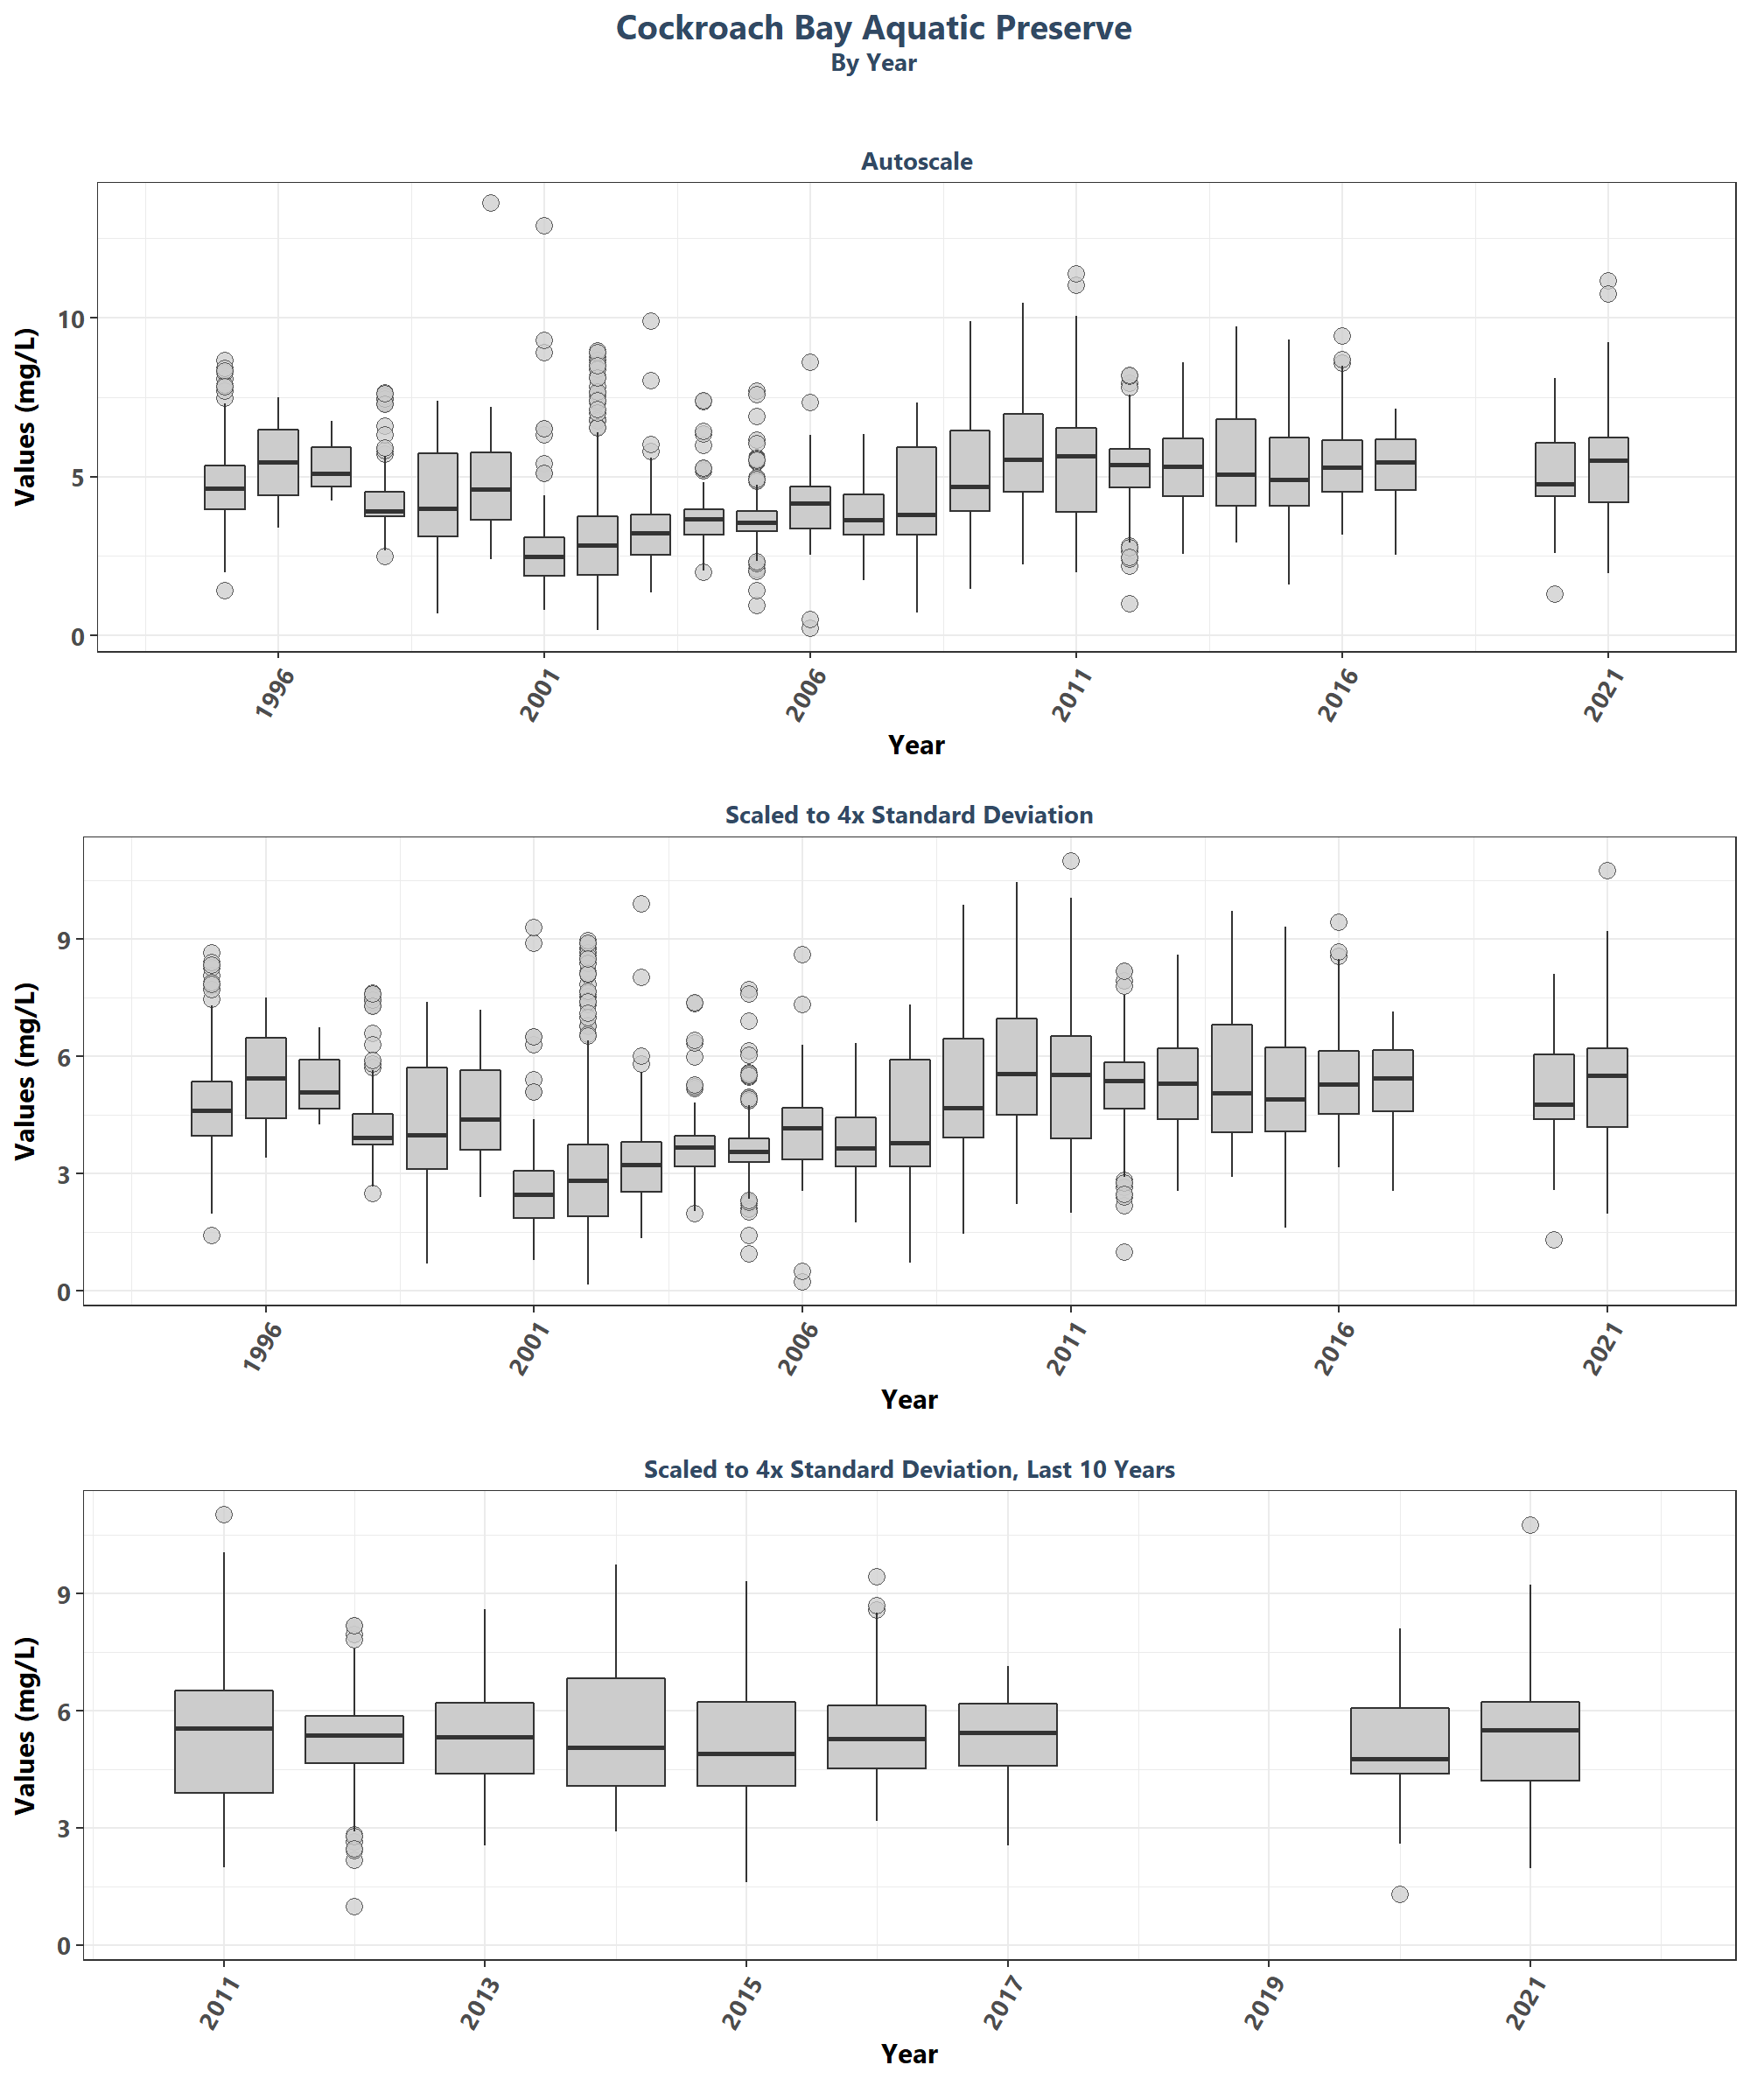 Cockroach Bay Aquatic Preserve
By Year
Autoscale
Values (mg/L)
10
5
0
1996 2001 2006 2011 2016 2021
Year
Scaled to 4x Standard Deviation
Values (mg/L)
9
6
3
0
1996 2001 2006 2011 2016 2021
Year
Scaled to 4x Standard Deviation, Last 10 Years
Values (mg/L)
9
6
3
0
2011 2013 2015 2017 2019 2021
Year